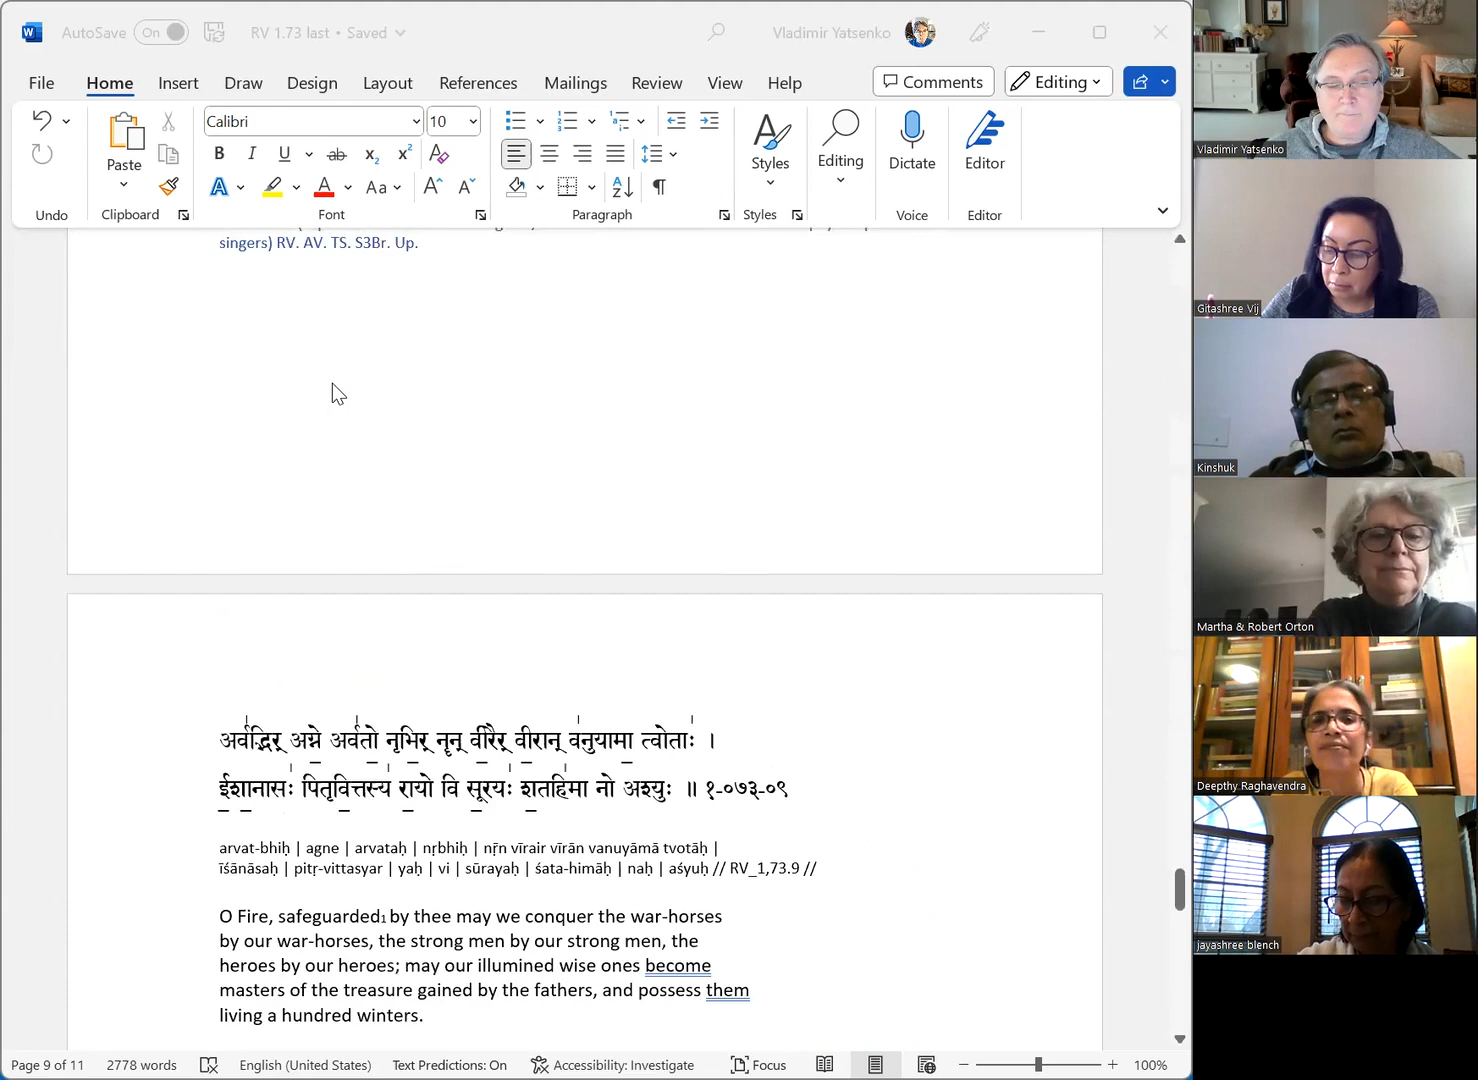 AutoSave On RV 1.73 last • Saved Vladimir Yatsenko
File Home Insert Draw Design Layout References Mailings Review View Help Comments Editing
Calibri 10
Paste Styles Editing Dictate Editor
Undo Clipboard Font Paragraph Styles Voice Editor
singers) RV. AV. TS. S3Br. Up.
अर्व॑द्भिर् अग्ने॒ अर्व॑तो॒ नृभि॒र् नॄन् वी॒रैर् वी॒रान् व॑नुयामा॒ त्वोताः॑ ।
ई॒शा॒नासः॑ पितृवि॒त्तस्य॑ रा॒यो वि सू॒रयः॑ श॒तहि॑मा नो अश्युः ॥ १-०७३-०९
arvat-bhiḥ | agne | arvataḥ | nṛbhiḥ | nṝn vīrair vīrān vanuyāmā tvotāḥ |
īśānāsaḥ | pitṛ-vittasyar | yaḥ | vi | sūrayaḥ | śata-himāḥ | naḥ | aśyuḥ // RV_1,73.9 //
O Fire, safeguarded1 by thee may we conquer the war-horses
by our war-horses, the strong men by our strong men, the
heroes by our heroes; may our illumined wise ones become
masters of the treasure gained by the fathers, and possess them
living a hundred winters.
Page 9 of 11 2778 words English (United States) Text Predictions: On Accessibility: Investigate Focus 100%
Vladimir Yatsenko
Gitashree Vij
Kinshuk
Martha & Robert Orton
Deepthy Raghavendra
jayashree blench